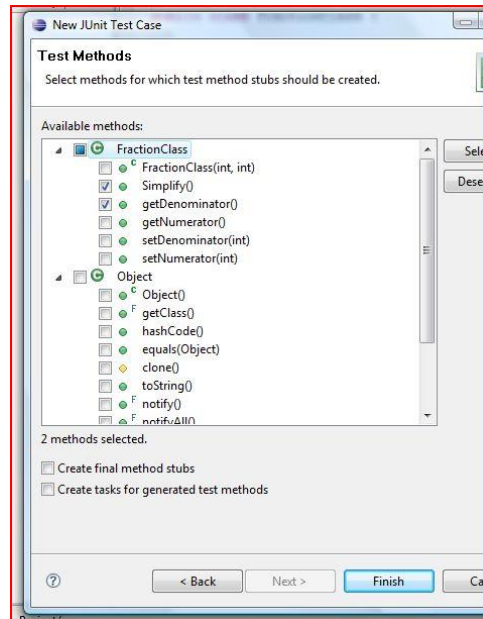 New JUnit Test Case
Test Methods
Select methods for which test method stubs should be created.
Available methods:
FractionClass
FractionClass(int, int)
Simplify()
getDenominator()
getNumerator()
setDenominator(int)
setNumerator(int)
Object
Object()
getClass()
hashCode()
equals(Object)
clone()
toString()
notify()
notifyAll()
2 methods selected.
Create final method stubs
Create tasks for generated test methods
< Back
Next >
Finish